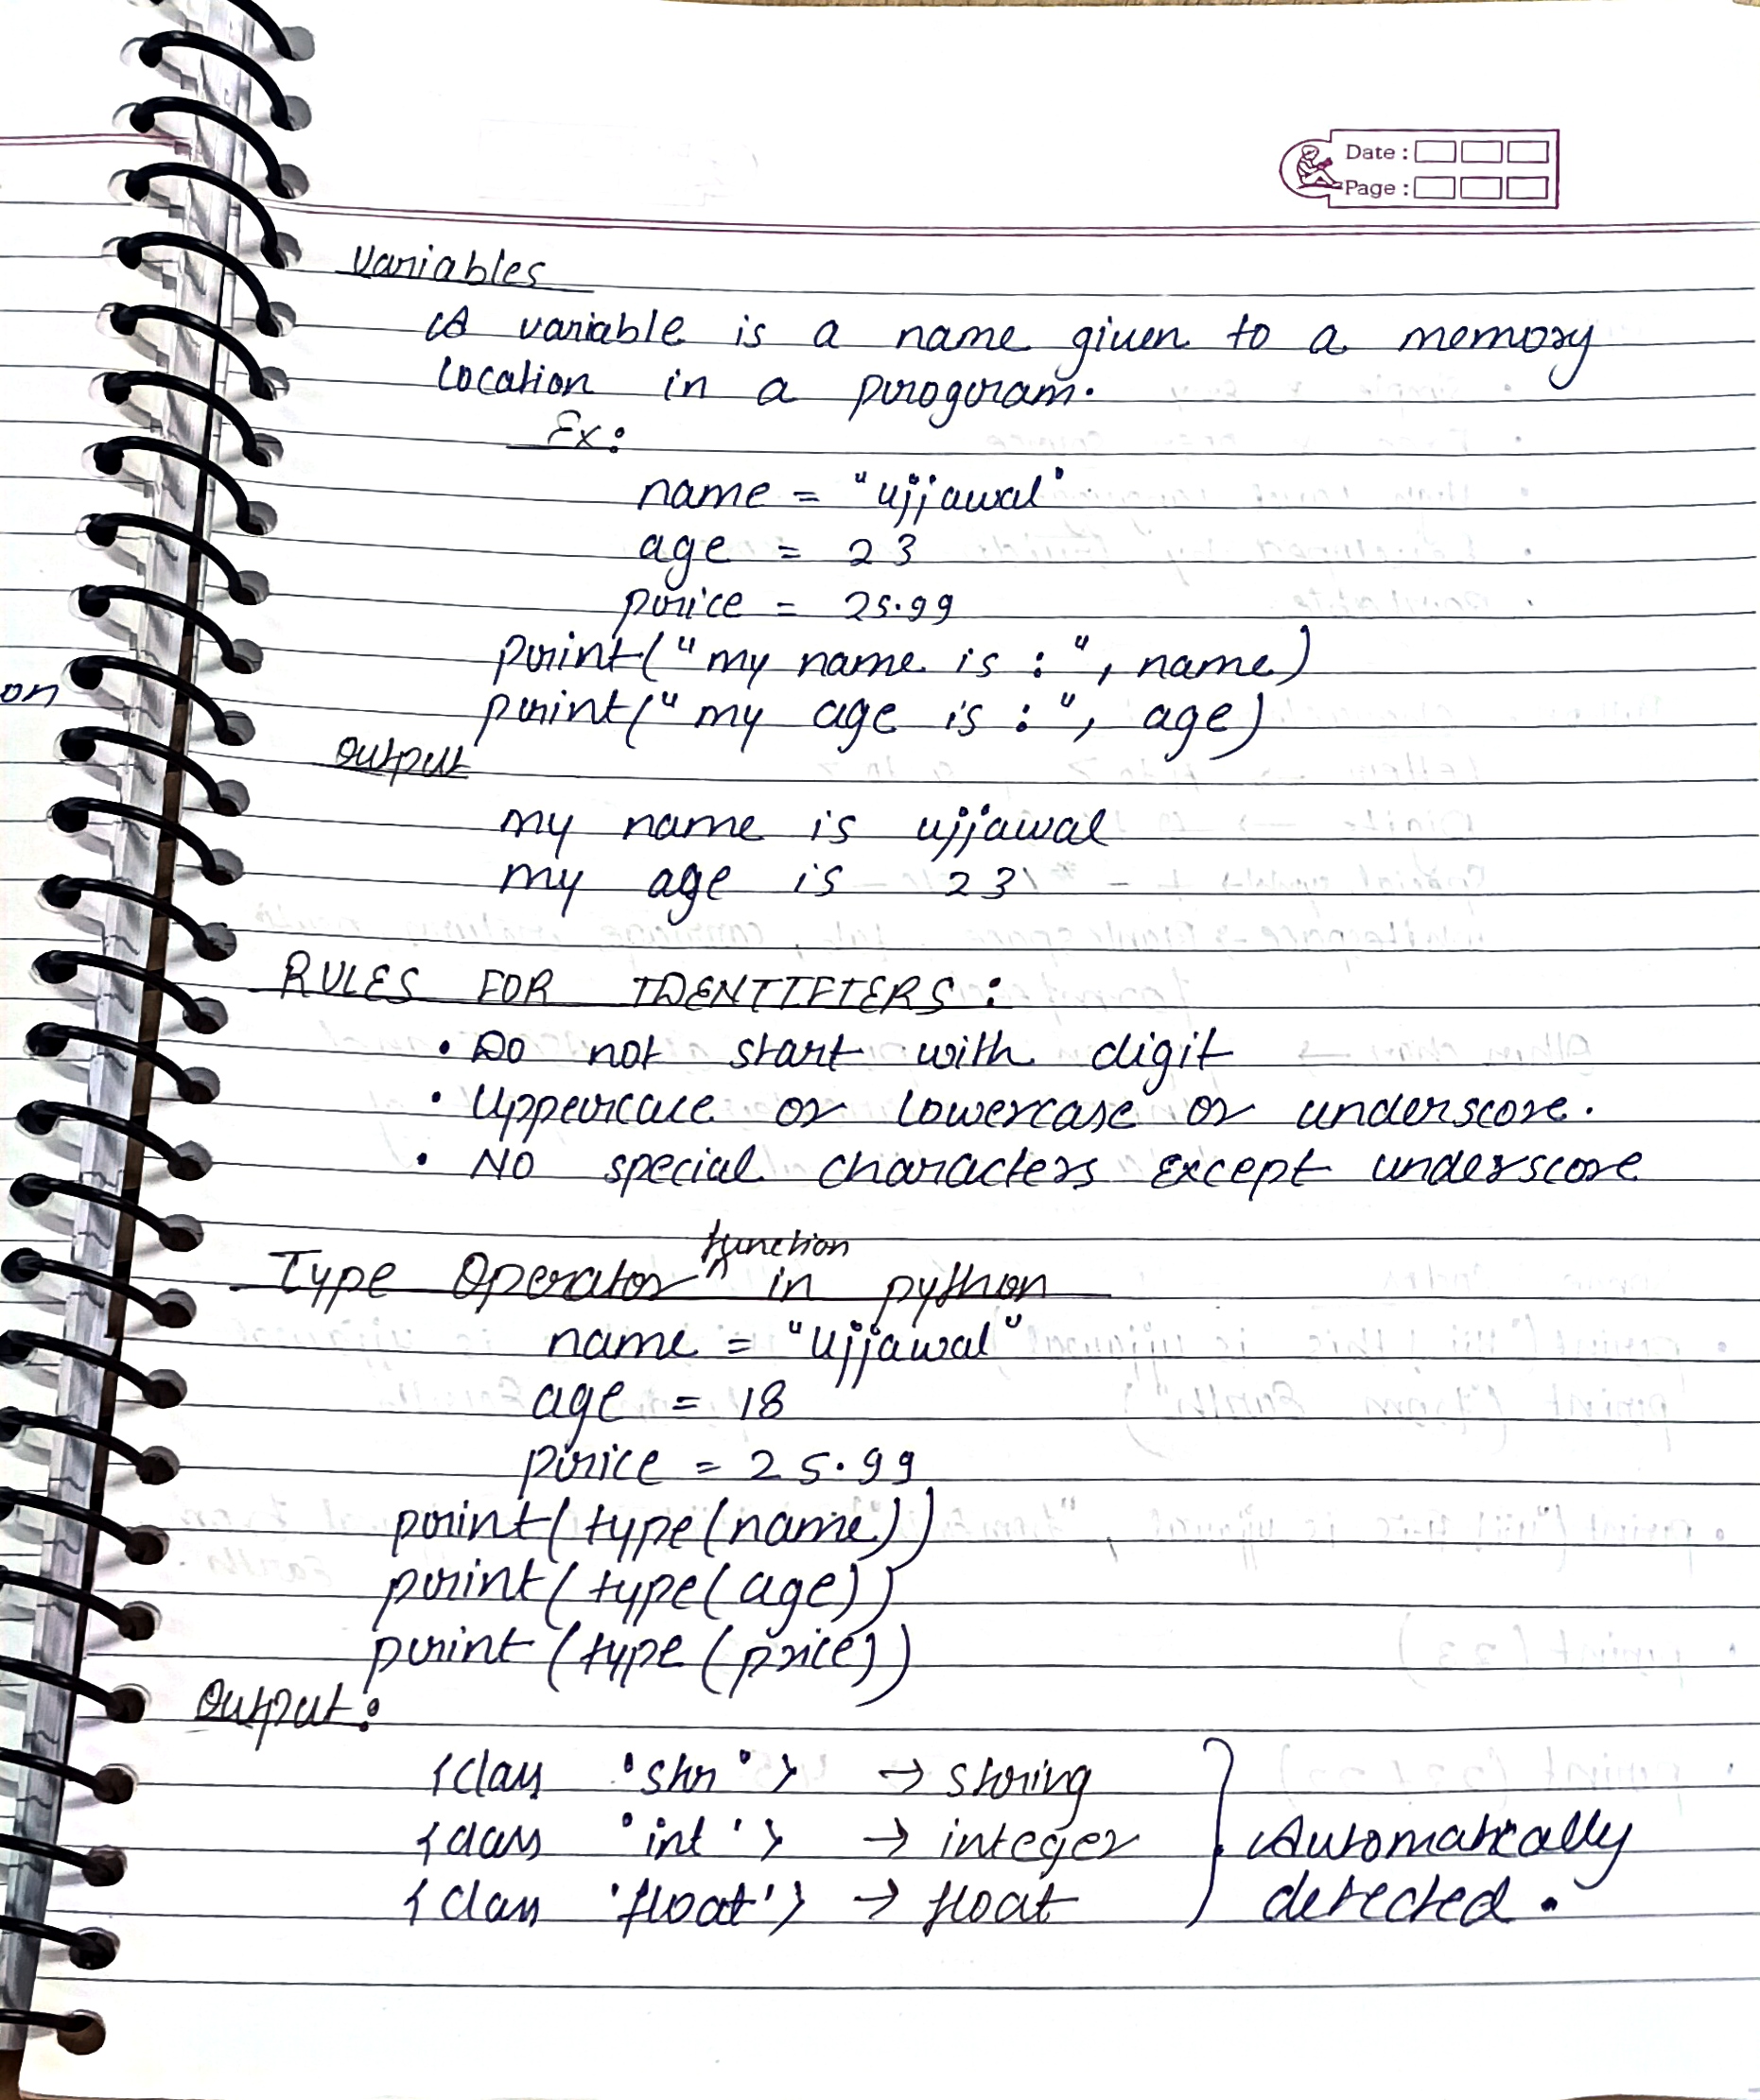 Date :
Page :
Variables
A variable is a name given to a memory
location in a program.
Ex:
name = "ujjawal"
age = 23
price = 25.99
print("my name is : ", name)
print(" my age is : ", age)
on
Output
my name is ujjawal
my age is 23
RULES FOR IDENTIFIERS :
• Do not start with digit
• Uppercace or lowercase or underscore.
• No special characters except underscore
function
Type Operator ^ in python
name = "Ujjawal"
age = 18
price = 25.99
print(type(name))
print(type(age))
print(type(price))
Output :
<class 'str'> → string
<class 'int'> → integer
<class 'float'> → float
Automatically
detected.